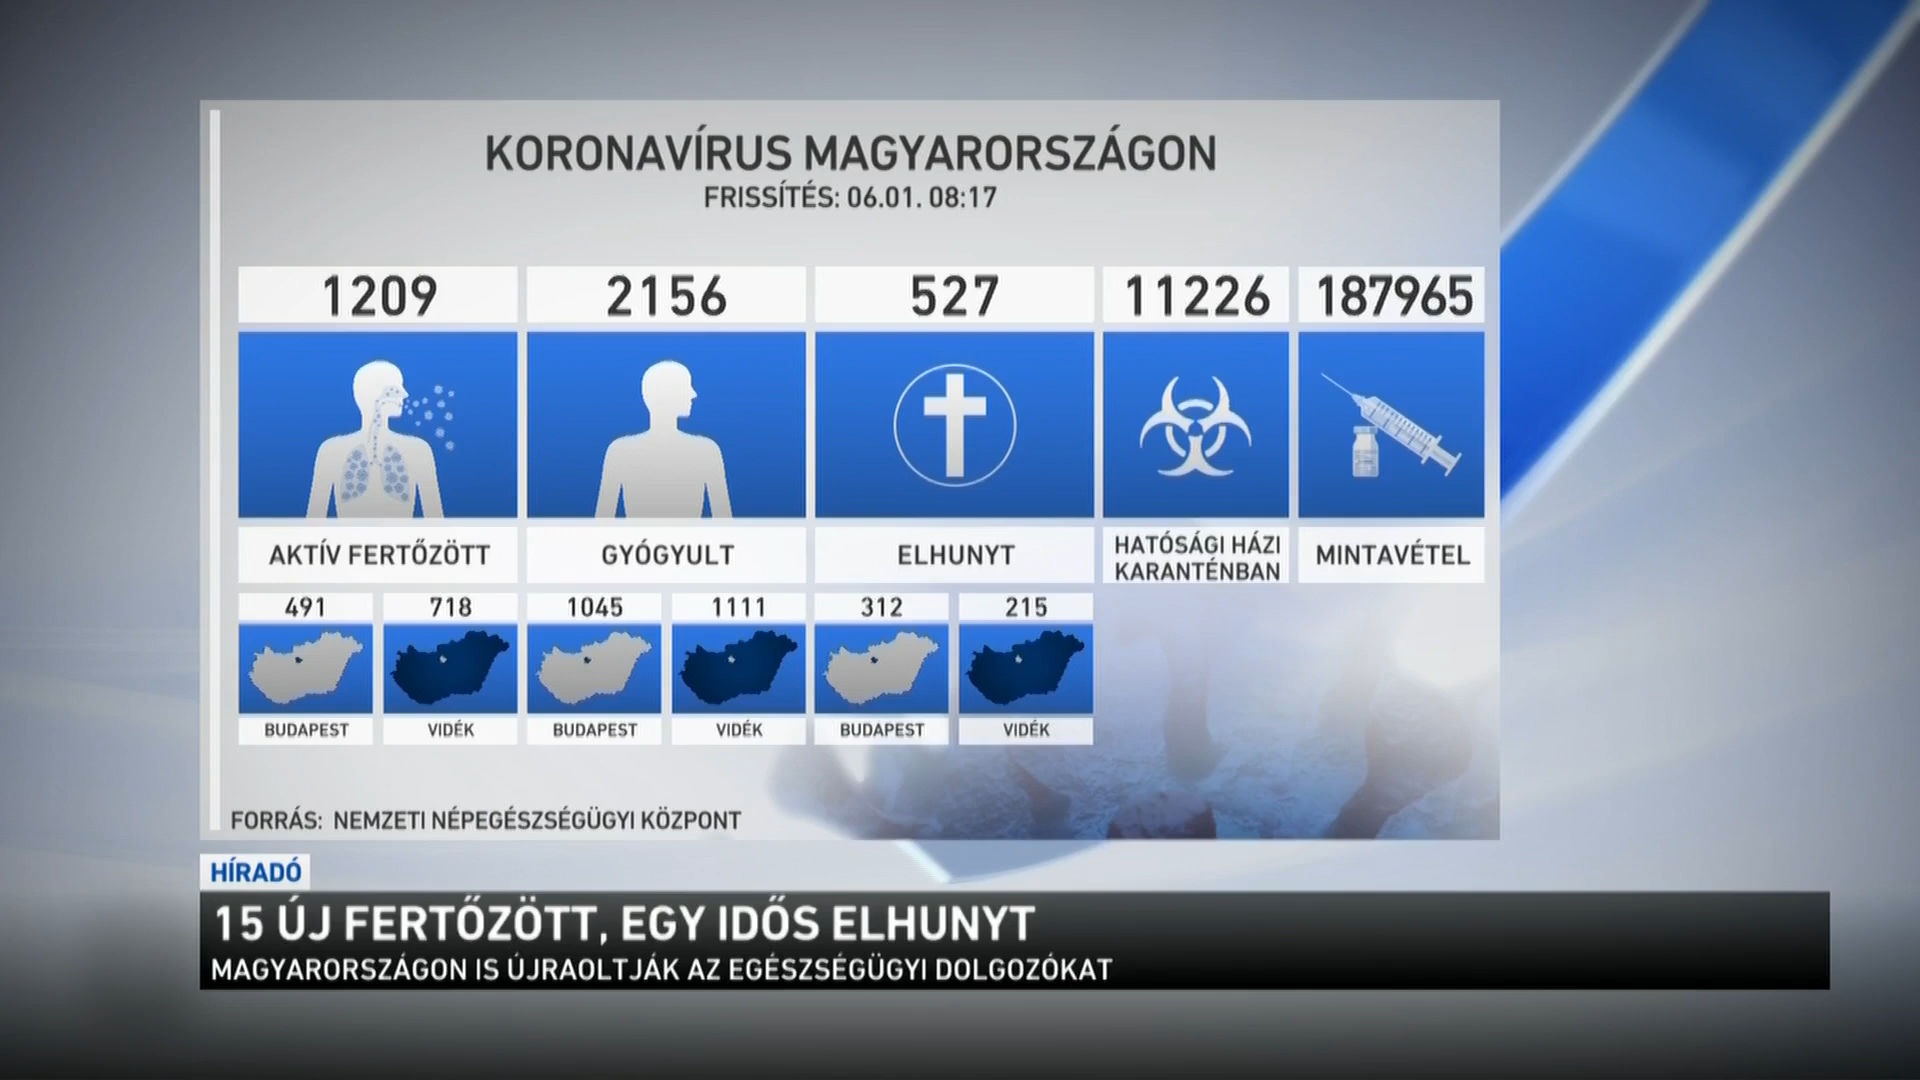 KORONAVÍRUS MAGYARORSZÁGON
FRISSÍTÉS: 06.01. 08:17
1209
2156
527
11226
187965
AKTÍV FERTŐZÖTT
GYÓGYULT
ELHUNYT
HATÓSÁGI HÁZI
KARANTÉNBAN
MINTAVÉTEL
491
718
1045
1111
312
215
BUDAPEST
VIDÉK
BUDAPEST
VIDÉK
BUDAPEST
VIDÉK
FORRÁS: NEMZETI NÉPEGÉSZSÉGÜGYI KÖZPONT
HÍRADÓ
15 ÚJ FERTŐZÖTT, EGY IDŐS ELHUNYT
MAGYARORSZÁGON IS ÚJRAOLTJÁK AZ EGÉSZSÉGÜGYI DOLGOZÓKAT